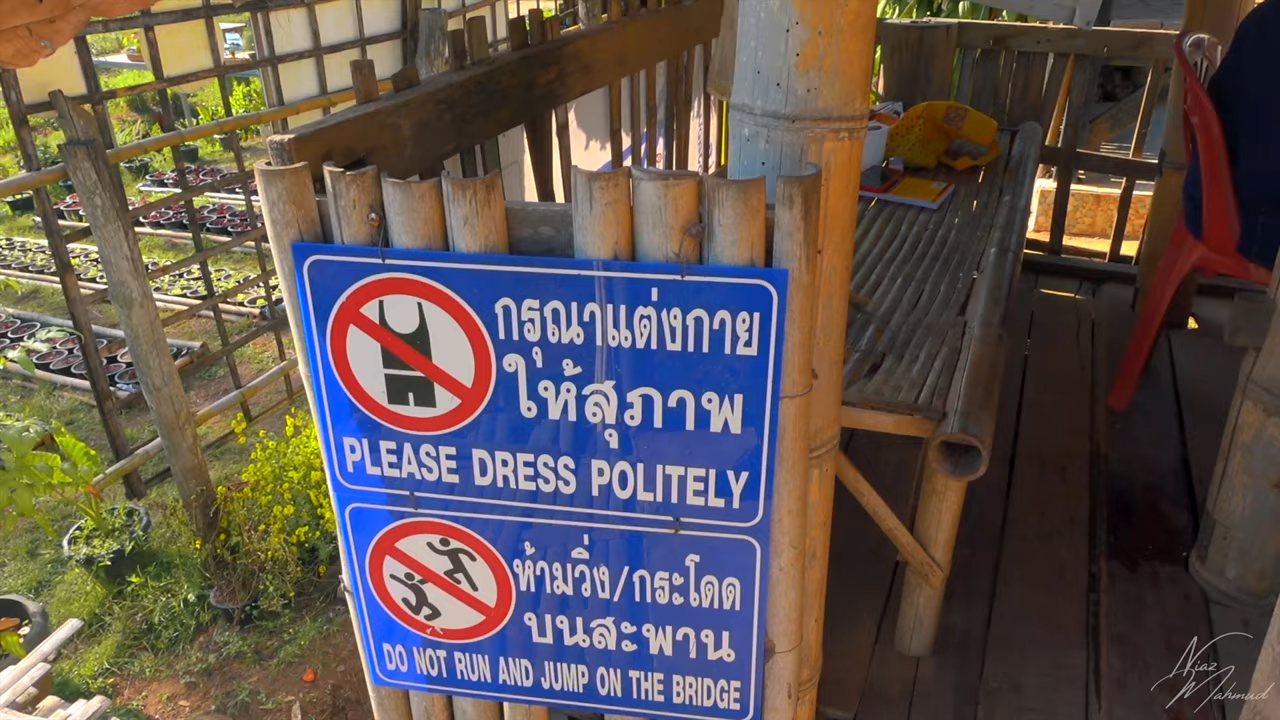 กรุณาแต่งกาย
ให้สุภาพ
PLEASE DRESS POLITELY
ห้ามวิ่ง/กระโดด
บนสะพาน
DO NOT RUN AND JUMP ON THE BRIDGE
Niaz
Mahmud